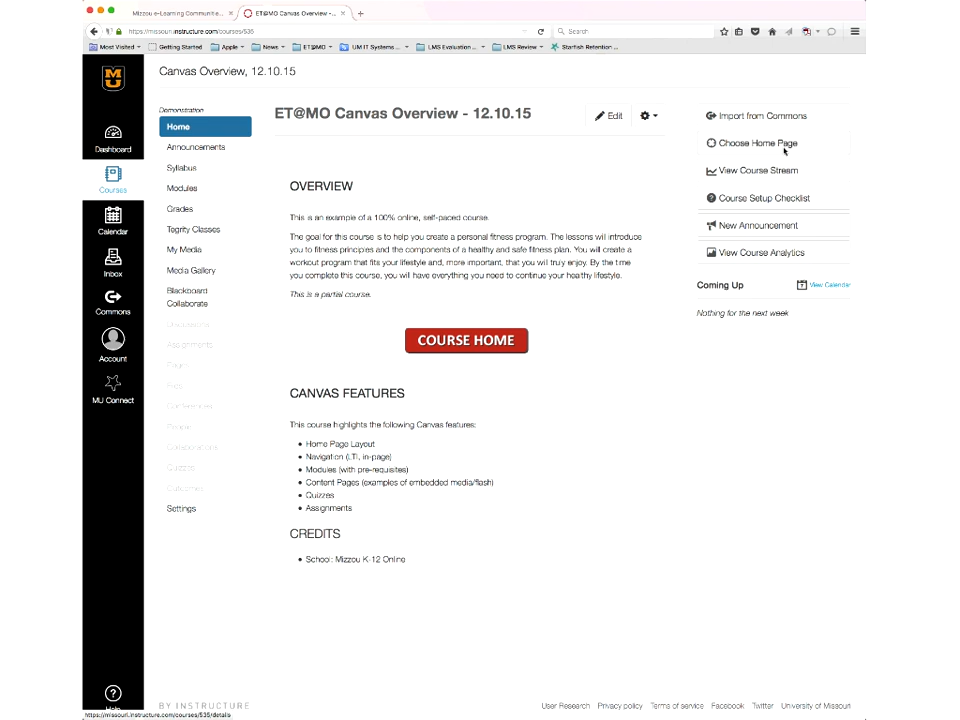 Mizzou e-Learning Communitie...
ET@MO Canvas Overview -...
https://missouri.instructure.com/courses/535
Search
Most Visited
Getting Started
Apple
News
ET@MO
UM IT Systems...
LMS Evaluation...
LMS Review
Starfish Retention ...
MU
Dashboard
Courses
Calendar
Inbox
Commons
Account
MU Connect
Canvas Overview, 12.10.15
Demonstration
Home
Announcements
Syllabus
Modules
Grades
Tegrity Classes
My Media
Media Gallery
Blackboard
Collaborate
Discussions
Assignments
Pages
Files
Conferences
People
Collaborations
Quizzes
Outcomes
Settings
ET@MO Canvas Overview - 12.10.15
Edit
OVERVIEW
This is an example of a 100% online, self-paced course.
The goal for this course is to help you create a personal fitness program. The lessons will introduce
you to fitness principles and the components of a healthy and safe fitness plan. You will create a
workout program that fits your lifestyle and, more important, that you will truly enjoy. By the time
you complete this course, you will have everything you need to continue your healthy lifestyle.
This is a partial course.
COURSE HOME
CANVAS FEATURES
This course highlights the following Canvas features:
Home Page Layout
Navigation (LTI, in-page)
Modules (with pre-requisites)
Content Pages (examples of embedded media/flash)
Quizzes
Assignments
CREDITS
School: Mizzou K-12 Online
Import from Commons
Choose Home Page
View Course Stream
Course Setup Checklist
New Announcement
View Course Analytics
Coming Up
View Calendar
Nothing for the next week
Help
BY INSTRUCTURE
User Research Privacy policy Terms of service Facebook Twitter University of Missouri
https://missouri.instructure.com/courses/535/details